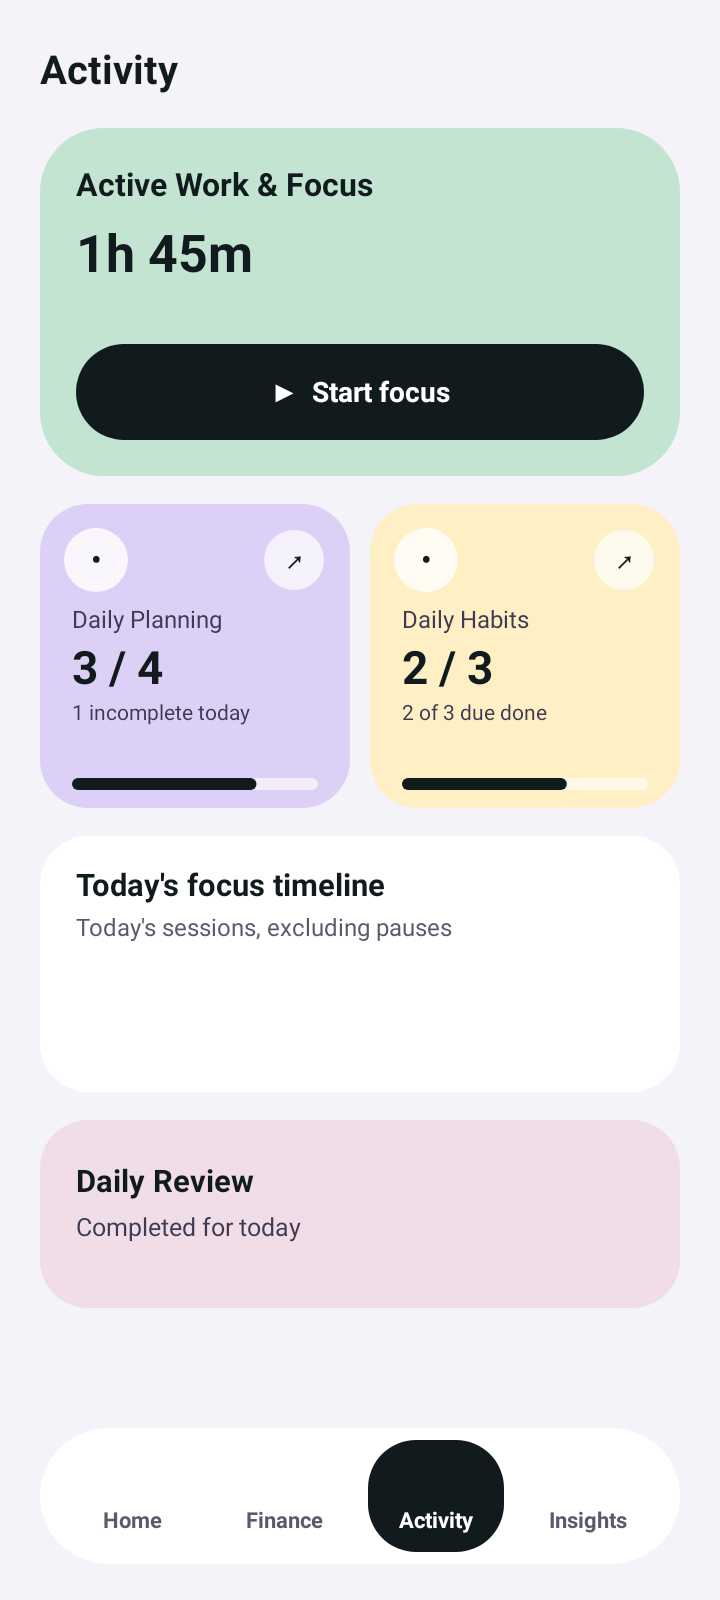 Activity
Active Work & Focus
1h 45m
► Start focus
• ➚
Daily Planning
3 / 4
1 incomplete today
• ➚
Daily Habits
2 / 3
2 of 3 due done
Today's focus timeline
Today's sessions, excluding pauses
Daily Review
Completed for today
Home Finance Activity Insights